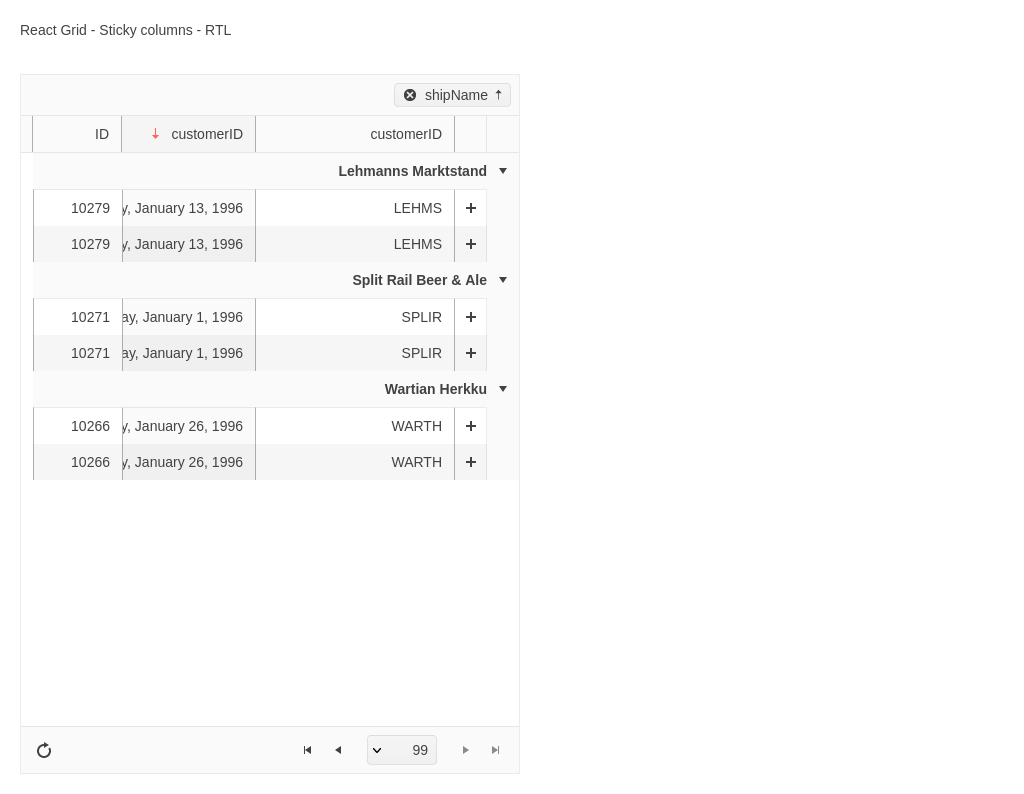 React Grid - Sticky columns - RTL
shipName
ID customerID customerID
Lehmanns Marktstand
10279 y, January 13, 1996 LEHMS
10279 y, January 13, 1996 LEHMS
Split Rail Beer & Ale
10271 ay, January 1, 1996 SPLIR
10271 ay, January 1, 1996 SPLIR
Wartian Herkku
10266 y, January 26, 1996 WARTH
10266 y, January 26, 1996 WARTH
99